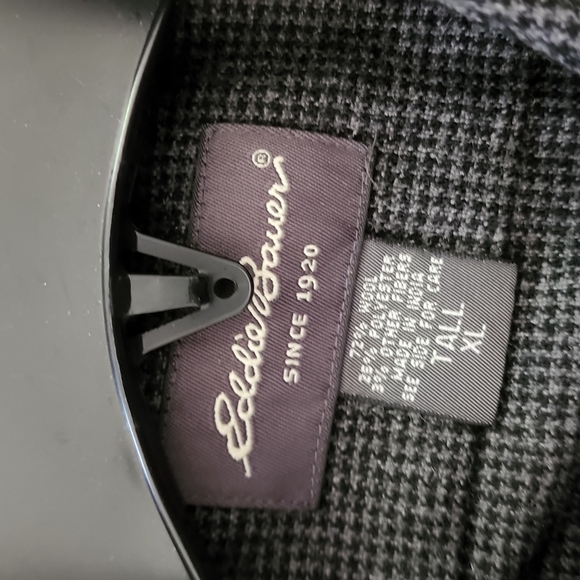 Eddie Bauer®
SINCE 1920
72% WOOL
25% POLYESTER
3% OTHER FIBERS
MADE IN INDIA
SEE SIDE FOR CARE
TALL
XL